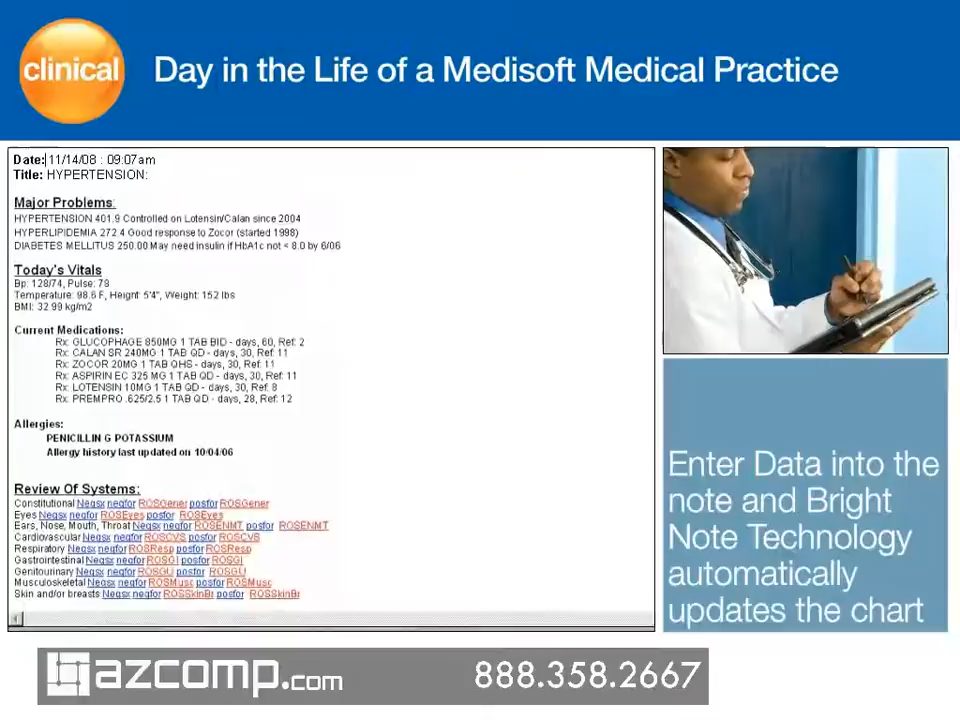 clinical
Day in the Life of a Medisoft Medical Practice
Date: 11/14/08 : 09:07am
Title: HYPERTENSION:
Major Problems:
HYPERTENSION 401.9 Controlled on Lotensin/Calan since 2004
HYPERLIPIDEMIA 272.4 Good response to Zocor (started 1998)
DIABETES MELLITUS 250.00 May need insulin if HbA1c not < 8.0 by 6/06
Today's Vitals
Bp: 128/74, Pulse: 78
Temperature: 98.6 F, Height: 5'4", Weight: 152 lbs
BMI: 32.99 kg/m2
Current Medications:
Rx: GLUCOPHAGE 850MG 1 TAB BID - days, 60, Ref: 2
Rx: CALAN SR 240MG 1 TAB QD - days, 30, Ref: 11
Rx: ZOCOR 20MG 1 TAB QHS - days, 30, Ref: 11
Rx: ASPIRIN EC 325 MG 1 TAB QD - days, 30, Ref: 11
Rx: LOTENSIN 10MG 1 TAB QD - days, 30, Ref: 8
Rx: PREMPRO .625/2.5 1 TAB QD - days, 28, Ref: 12
Allergies:
PENICILLIN G POTASSIUM
Allergy history last updated on 10/04/06
Review Of Systems:
Constitutional Negsx negfor ROSGener posfor ROSGener
Eyes Negsx negfor ROSEyes posfor ROSEyes
Ears, Nose, Mouth, Throat Negsx negfor ROSENMT posfor ROSENMT
Cardiovascular Negsx negfor ROSCVS posfor ROSCVS
Respiratory Negsx negfor ROSResp posfor ROSResp
Gastrointestinal Negsx negfor ROSGI posfor ROSGI
Genitourinary Negsx negfor ROSGU posfor ROSGU
Musculoskeletal Negsx negfor ROSMusc posfor ROSMusc
Skin and/or breasts Negsx negfor ROSSkinBr posfor ROSSkinBr
Enter Data into the
note and Bright
Note Technology
automatically
updates the chart
azcomp.com
888.358.2667